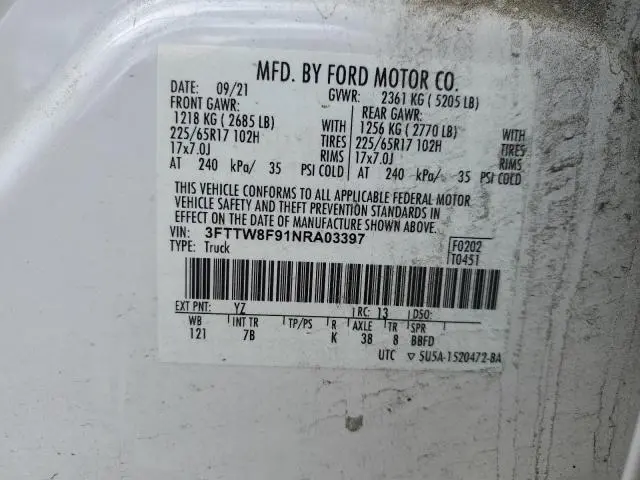 MFD. BY FORD MOTOR CO.
DATE: 09/21 GVWR: 2361 KG ( 5205 LB)
FRONT GAWR: REAR GAWR:
1218 KG ( 2685 LB) WITH 1256 KG ( 2770 LB) WITH
225/65R17 102H TIRES 225/65R17 102H TIRES
17x7.0J RIMS 17x7.0J RIMS
AT 240 kPa/ 35 PSI COLD AT 240 kPa/ 35 PSI COLD
THIS VEHICLE CONFORMS TO ALL APPLICABLE FEDERAL MOTOR
VEHICLE SAFETY AND BUMPER AND THEFT PREVENTION
STANDARDS IN EFFECT ON THE DATE OF MANUFACTURE SHOWN ABOVE.
VIN: 3FTTW8F91NRA03397 F0202
TYPE: Truck T0451
EXT PNT: YZ RC: 13 DSO:
WB INT TR TP/PS R AXLE TR SPR
121 7B K 38 8 BBFD
UTC ▽ 5U5A-1520472-BA